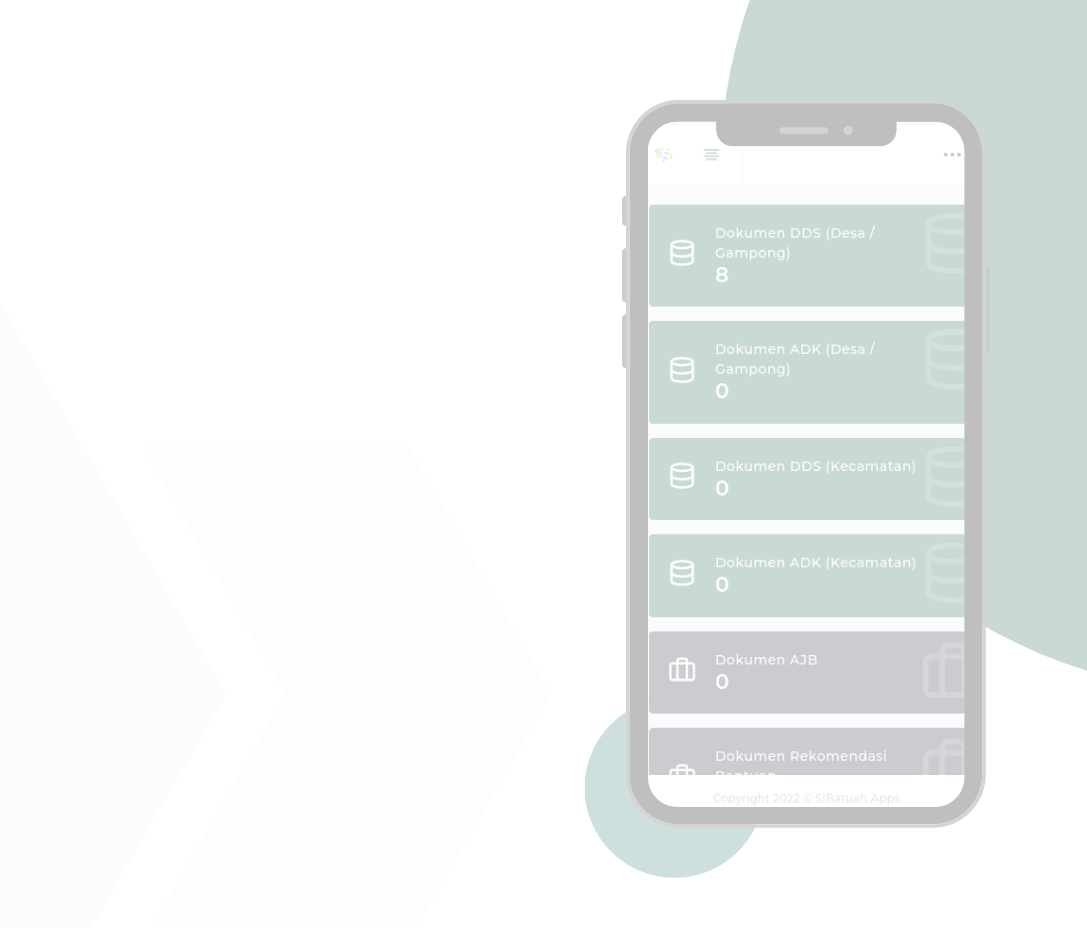 Dokumen DDS (Desa /
Gampong)
8
Dokumen ADK (Desa /
Gampong)
0
Dokumen DDS (Kecamatan)
0
Dokumen ADK (Kecamatan)
0
Dokumen AJB
0
Dokumen Rekomendasi
Bantuan
Copyright 2022 © SiBatuah Apps.